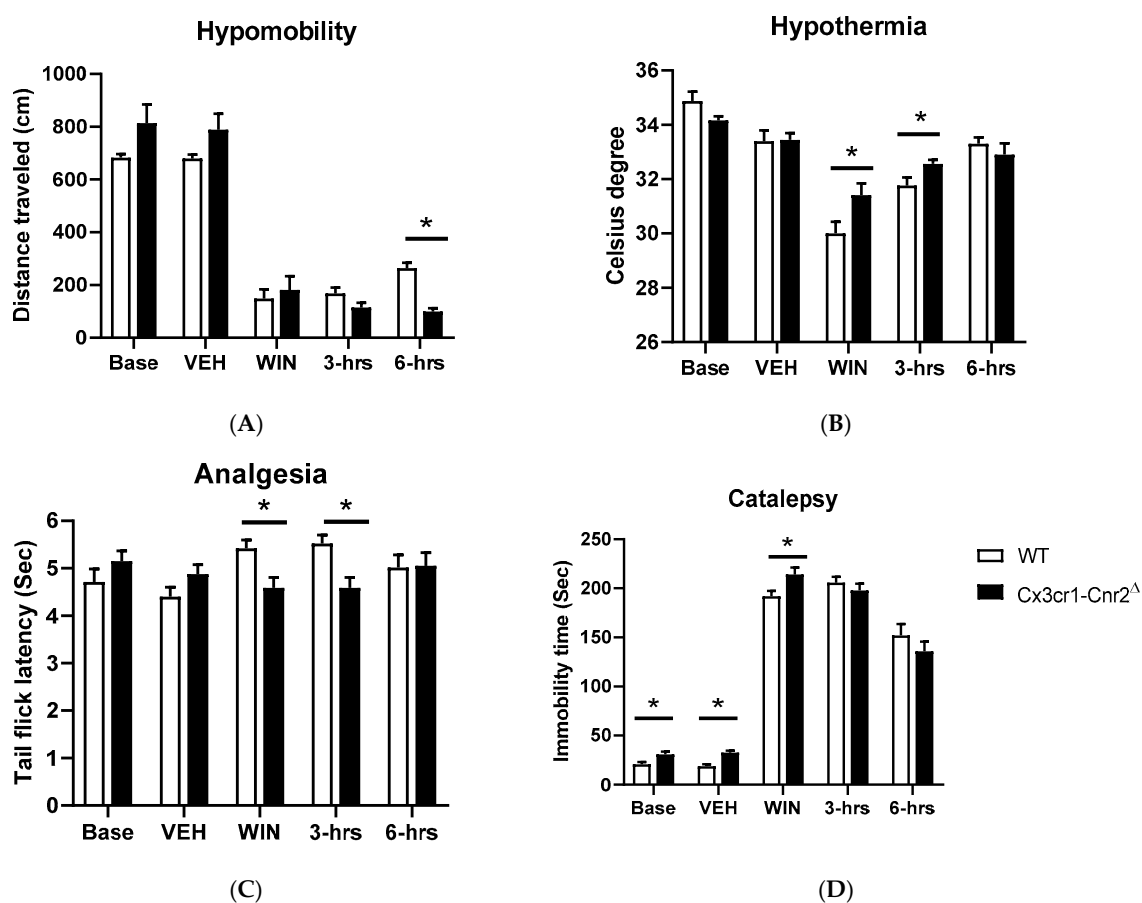 Hypomobility
Distance traveled (cm)
1000
800
600
400
200
0
*
Base VEH WIN 3-hrs 6-hrs
(A)
Hypothermia
Celsius degree
36
34
32
30
28
26
* *
Base VEH WIN 3-hrs 6-hrs
(B)
Analgesia
Tail flick latency (Sec)
6
5
4
3
2
1
0
* *
Base VEH WIN 3-hrs 6-hrs
(C)
Catalepsy
Immobility time (Sec)
250
200
150
100
50
0
* * *
Base VEH WIN 3-hrs 6-hrs
WT
Cx3cr1-Cnr2Δ
(D)